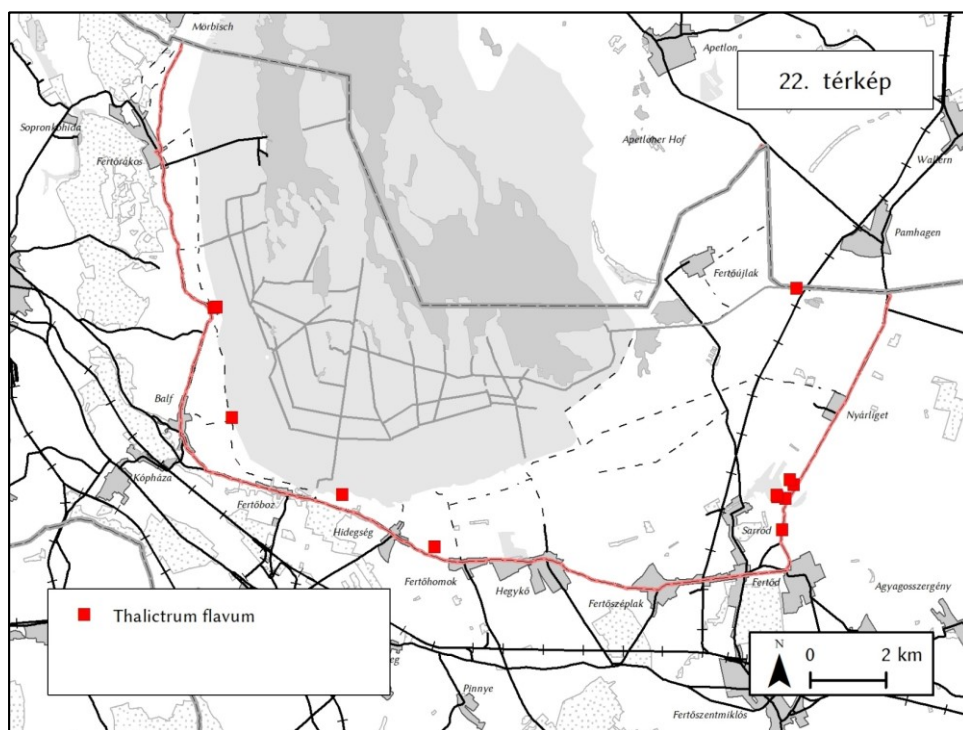 Mörbisch
Apetlon
22. térkép
Sopronkőhida
Fertőrákos
Apetloner Hof
Wallern
Pamhagen
Fertőújlak
Balf
Nyárliget
Kópháza
Fertőboz
Hidegség
Sarród
Fertőhomok
Hegykő
Fertőszéplak
Fertőd
Agyagosszergény
Thalictrum flavum
N
0 2 km
Pinnye
Fertőszentmiklós